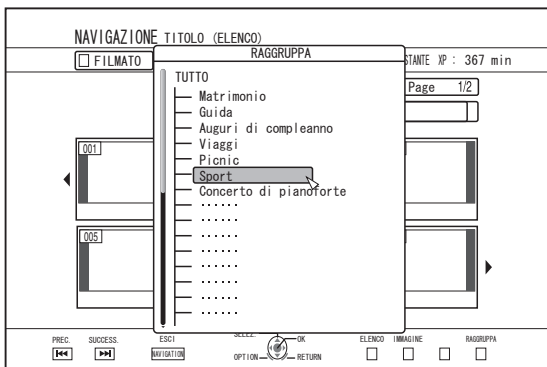 NAVIGAZIONE TITOLO (ELENCO)
FILMATO
RAGGRUPPA
STANTE XP : 367 min
TUTTO
Page 1/2
Matrimonio
Guida
Auguri di compleanno
001
Viaggi
Picnic
Sport
Concerto di pianoforte
......
......
005
......
......
......
......
......
......
PREC.
SUCCESS.
ESCI
NAVIGATION
OK
OPTION
RETURN
ELENCO
IMMAGINE
RAGGRUPPA